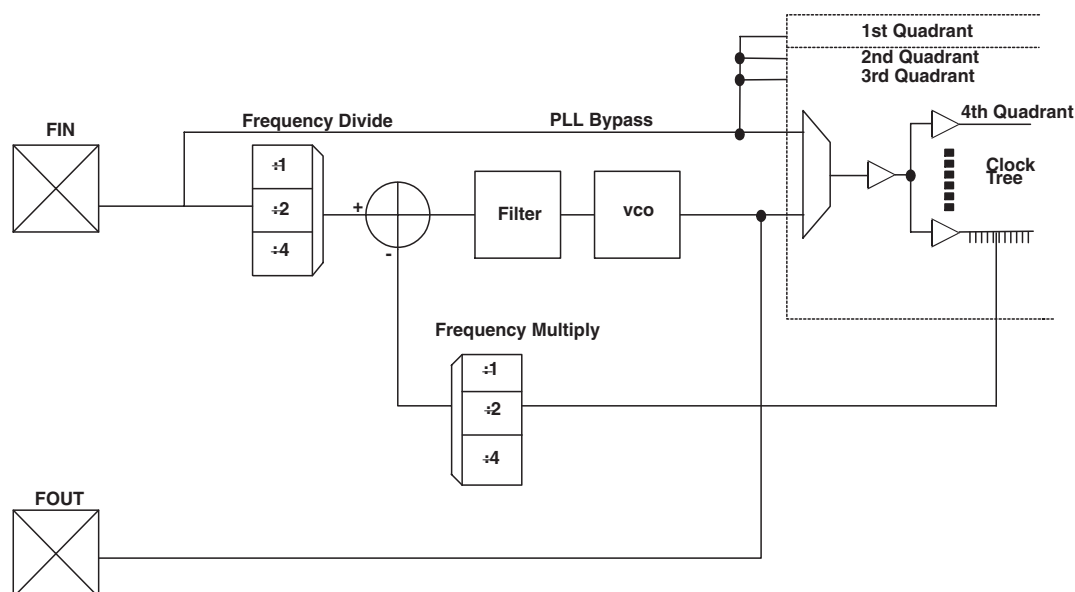 1st Quadrant
2nd Quadrant
3rd Quadrant
4th Quadrant
Clock
Tree
FIN
Frequency Divide
PLL Bypass
÷1
÷2
÷4
+
-
Filter
vco
Frequency Multiply
÷1
÷2
÷4
FOUT